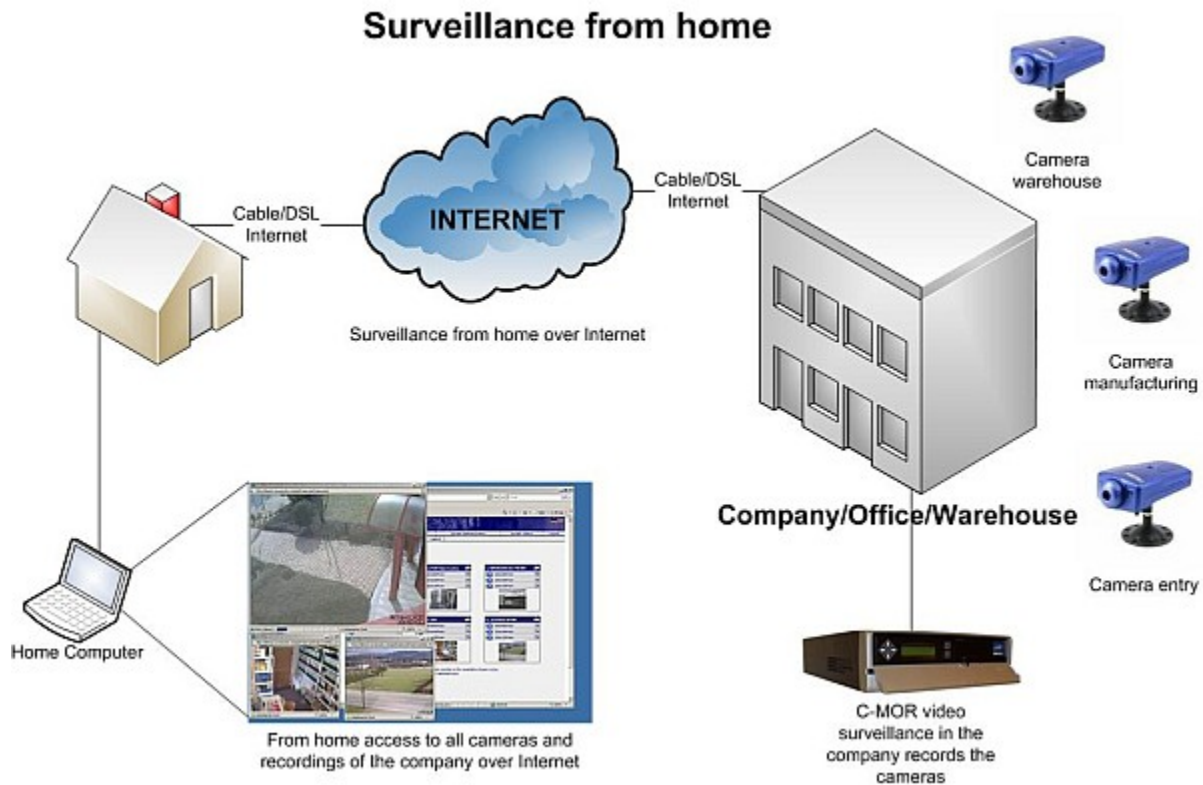 Surveillance from home
Camera
warehouse
Cable/DSL
Internet
INTERNET
Cable/DSL
Internet
Surveillance from home over Internet
Camera
manufacturing
Company/Office/Warehouse
Camera entry
Home Computer
From home access to all cameras and
recordings of the company over Internet
C-MOR video
surveillance in the
company records the
cameras